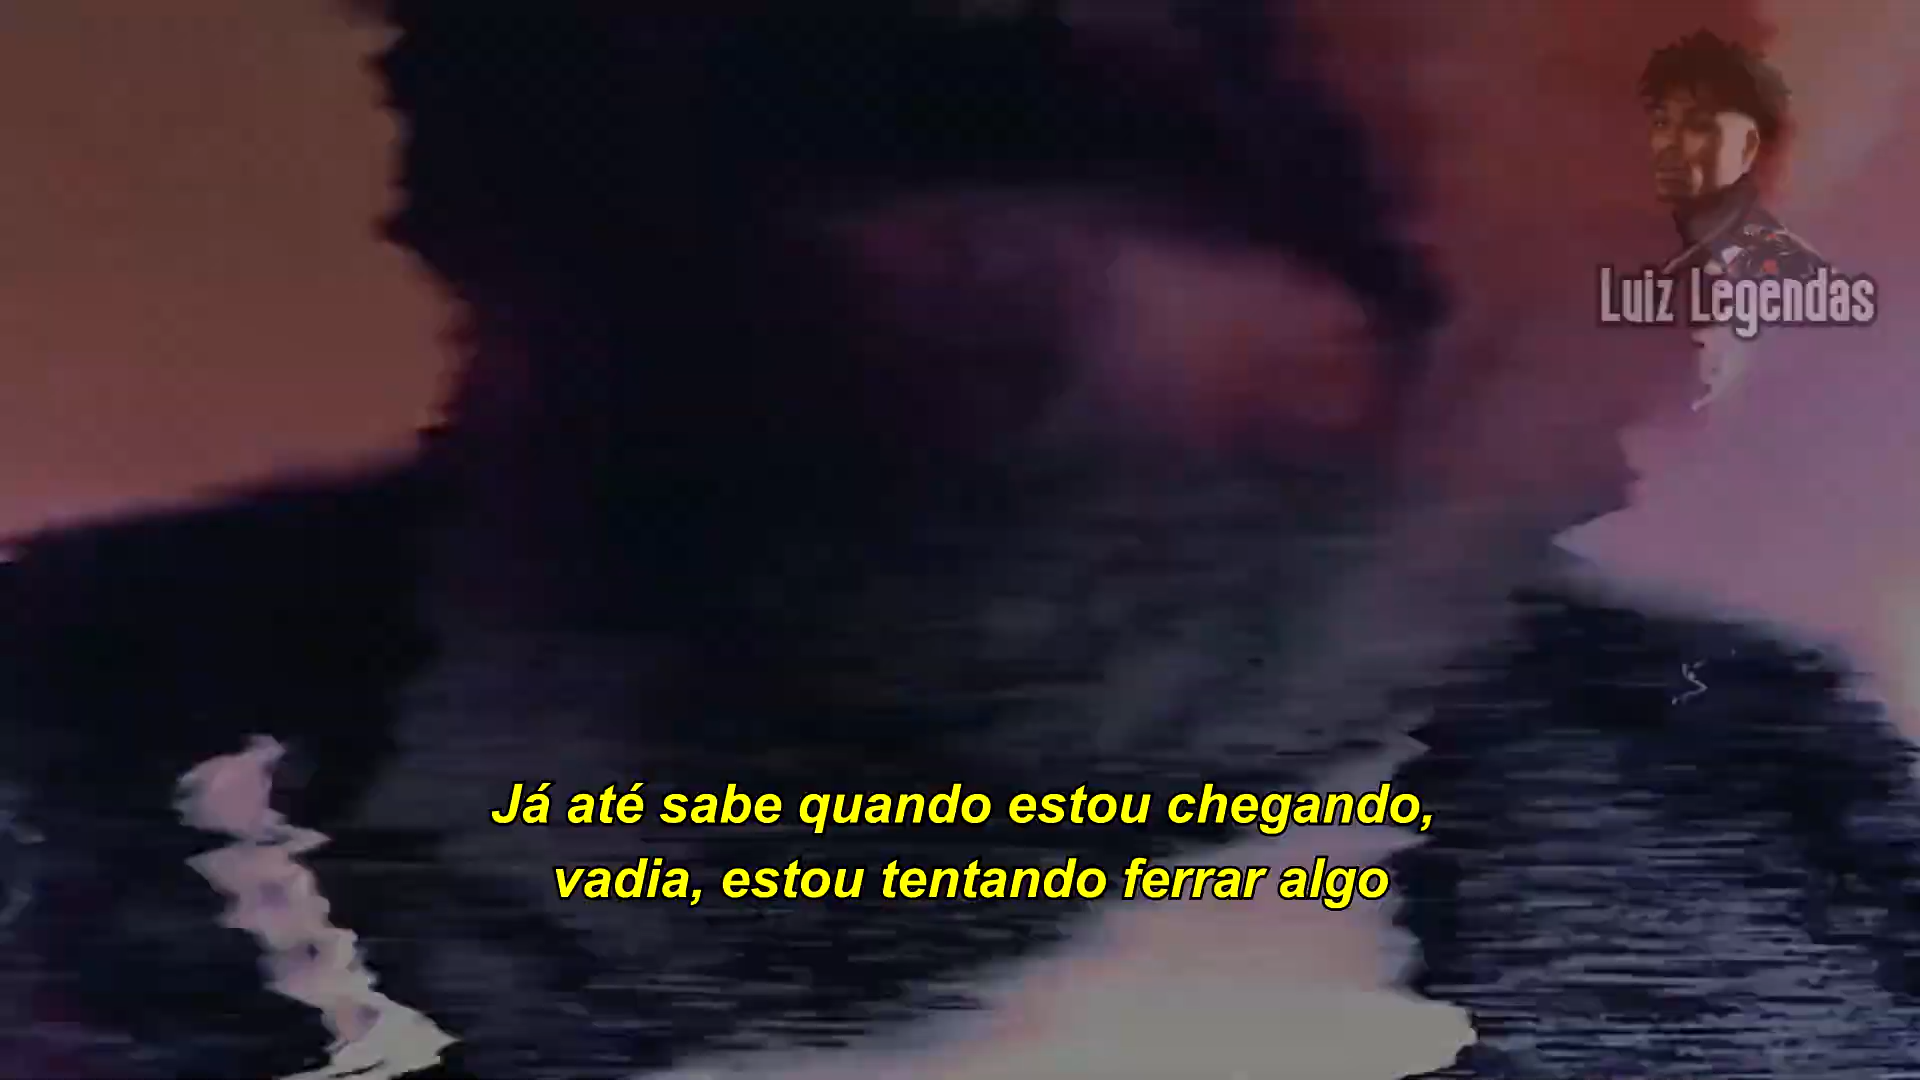 Luiz Legendas
Já até sabe quando estou chegando,
vadia, estou tentando ferrar algo